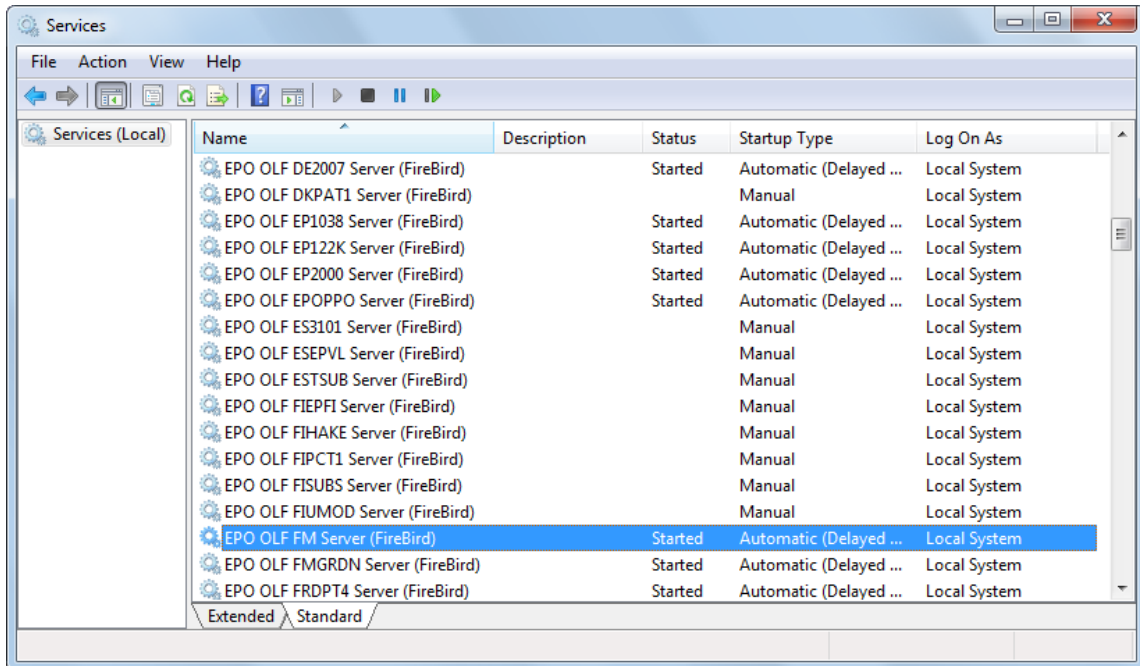 Services
File Action View Help
Services (Local)
Name Description Status Startup Type Log On As
EPO OLF DE2007 Server (FireBird) Started Automatic (Delayed ... Local System
EPO OLF DKPAT1 Server (FireBird) Manual Local System
EPO OLF EP1038 Server (FireBird) Started Automatic (Delayed ... Local System
EPO OLF EP122K Server (FireBird) Started Automatic (Delayed ... Local System
EPO OLF EP2000 Server (FireBird) Started Automatic (Delayed ... Local System
EPO OLF EPOPPO Server (FireBird) Started Automatic (Delayed ... Local System
EPO OLF ES3101 Server (FireBird) Manual Local System
EPO OLF ESEPVL Server (FireBird) Manual Local System
EPO OLF ESTSUB Server (FireBird) Manual Local System
EPO OLF FIEPFI Server (FireBird) Manual Local System
EPO OLF FIHAKE Server (FireBird) Manual Local System
EPO OLF FIPCT1 Server (FireBird) Manual Local System
EPO OLF FISUBS Server (FireBird) Manual Local System
EPO OLF FIUMOD Server (FireBird) Manual Local System
EPO OLF FM Server (FireBird) Started Automatic (Delayed ... Local System
EPO OLF FMGRDN Server (FireBird) Started Automatic (Delayed ... Local System
EPO OLF FRDPT4 Server (FireBird) Started Automatic (Delayed ... Local System
Extended Standard